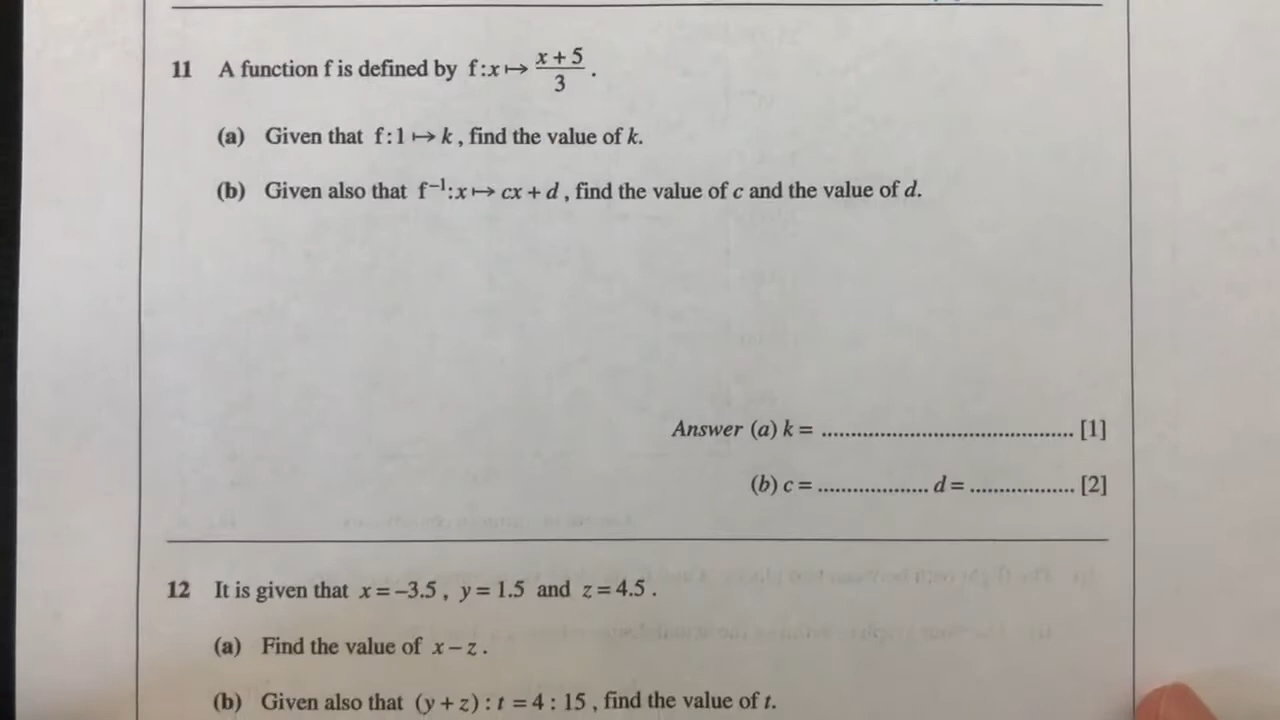 11 A function f is defined by f : x ↦ (x + 5)/3 .
(a) Given that f : 1 ↦ k , find the value of k.
(b) Given also that f⁻¹ : x ↦ cx + d , find the value of c and the value of d.
Answer (a) k = .......................................... [1]
(b) c = ................... d = .................. [2]
12 It is given that x = −3.5 , y = 1.5 and z = 4.5 .
(a) Find the value of x − z .
(b) Given also that (y + z) : t = 4 : 15 , find the value of t.